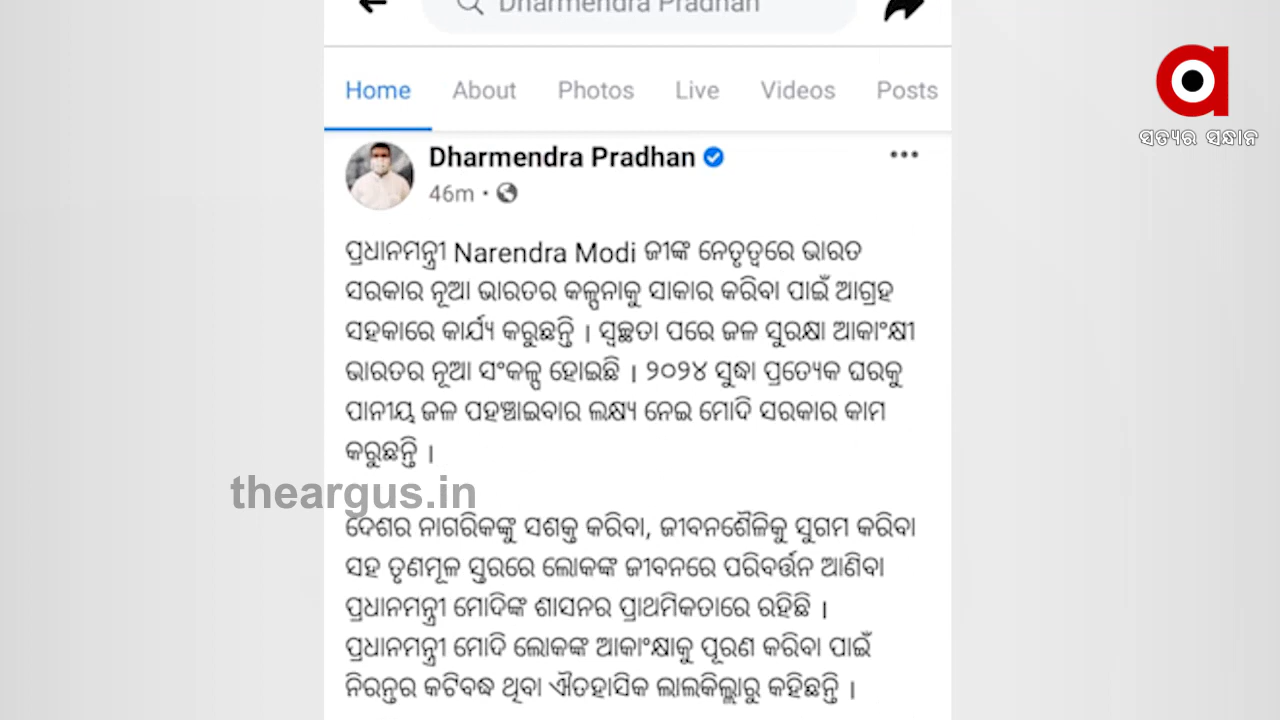 Dharmendra Pradhan
Home About Photos Live Videos Posts
ସତ୍ୟର ସନ୍ଧାନ
Dharmendra Pradhan
46m
ପ୍ରଧାନମନ୍ତ୍ରୀ Narendra Modi ଜୀଙ୍କ ନେତୃତ୍ୱରେ ଭାରତ
ସରକାର ନୂଆ ଭାରତର କଳ୍ପନାକୁ ସାକାର କରିବା ପାଇଁ ଆଗ୍ରହ
ସହକାରେ କାର୍ଯ୍ୟ କରୁଛନ୍ତି । ସ୍ୱଚ୍ଛତା ପରେ ଜଳ ସୁରକ୍ଷା ଆକାଂକ୍ଷୀ
ଭାରତର ନୂଆ ସଂକଳ୍ପ ହୋଇଛି । ୨୦୨୪ ସୁଦ୍ଧା ପ୍ରତ୍ୟେକ ଘରକୁ
ପାନୀୟ ଜଳ ପହଞ୍ଚାଇବାର ଲକ୍ଷ୍ୟ ନେଇ ମୋଦି ସରକାର କାମ
କରୁଛନ୍ତି ।
theargus.in
ଦେଶର ନାଗରିକଙ୍କୁ ସଶକ୍ତ କରିବା, ଜୀବନଶୈଳିକୁ ସୁଗମ କରିବା
ସହ ତୃଣମୂଳ ସ୍ତରରେ ଲୋକଙ୍କ ଜୀବନରେ ପରିବର୍ତ୍ତନ ଆଣିବା
ପ୍ରଧାନମନ୍ତ୍ରୀ ମୋଦିଙ୍କ ଶାସନର ପ୍ରାଥମିକତାରେ ରହିଛି ।
ପ୍ରଧାନମନ୍ତ୍ରୀ ମୋଦି ଲୋକଙ୍କ ଆକାଂକ୍ଷାକୁ ପୂରଣ କରିବା ପାଇଁ
ନିରନ୍ତର କଟିବଦ୍ଧ ଥିବା ଐତହାସିକ ଲାଲକିଲ୍ଲାରୁ କହିଛନ୍ତି ।